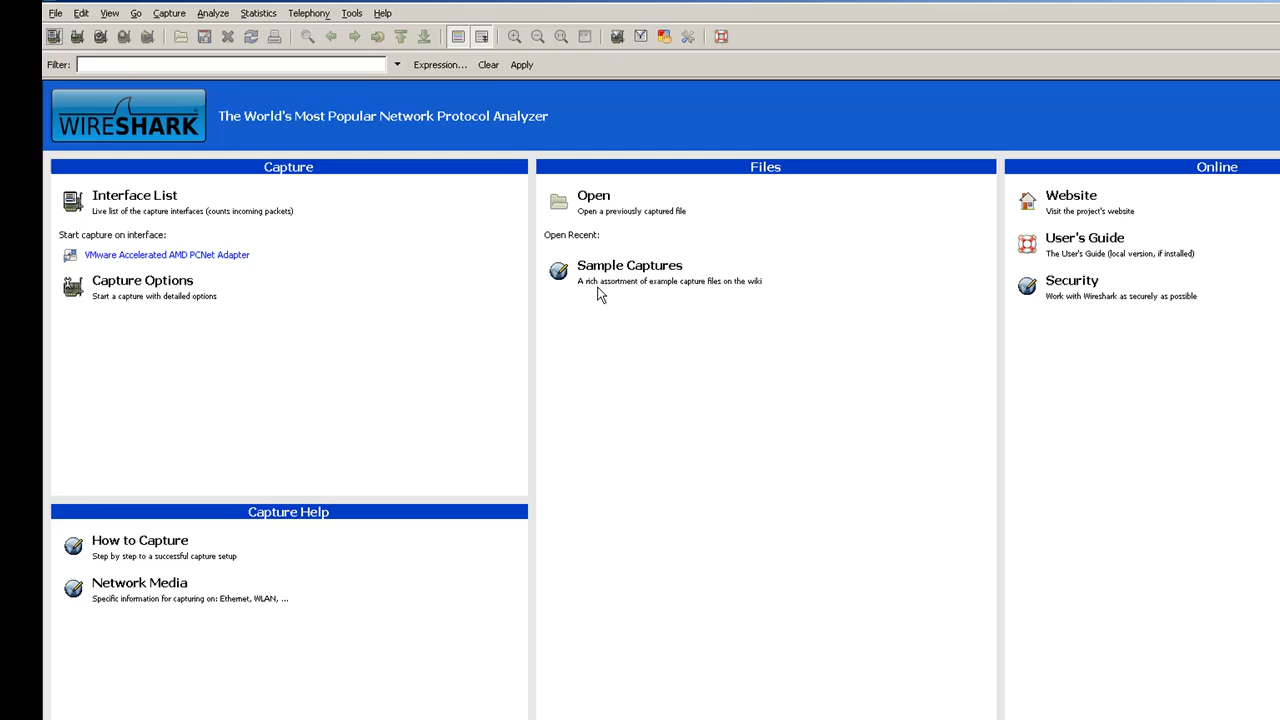 File Edit View Go Capture Analyze Statistics Telephony Tools Help
Filter: Expression... Clear Apply
WIRESHARK
The World's Most Popular Network Protocol Analyzer
Capture
Interface List
Live list of the capture interfaces (counts incoming packets)
Start capture on interface:
VMware Accelerated AMD PCNet Adapter
Capture Options
Start a capture with detailed options
Capture Help
How to Capture
Step by step to a successful capture setup
Network Media
Specific information for capturing on: Ethernet, WLAN, ...
Files
Open
Open a previously captured file
Open Recent:
Sample Captures
A rich assortment of example capture files on the wiki
Online
Website
Visit the project's website
User's Guide
The User's Guide (local version, if installed)
Security
Work with Wireshark as securely as possible